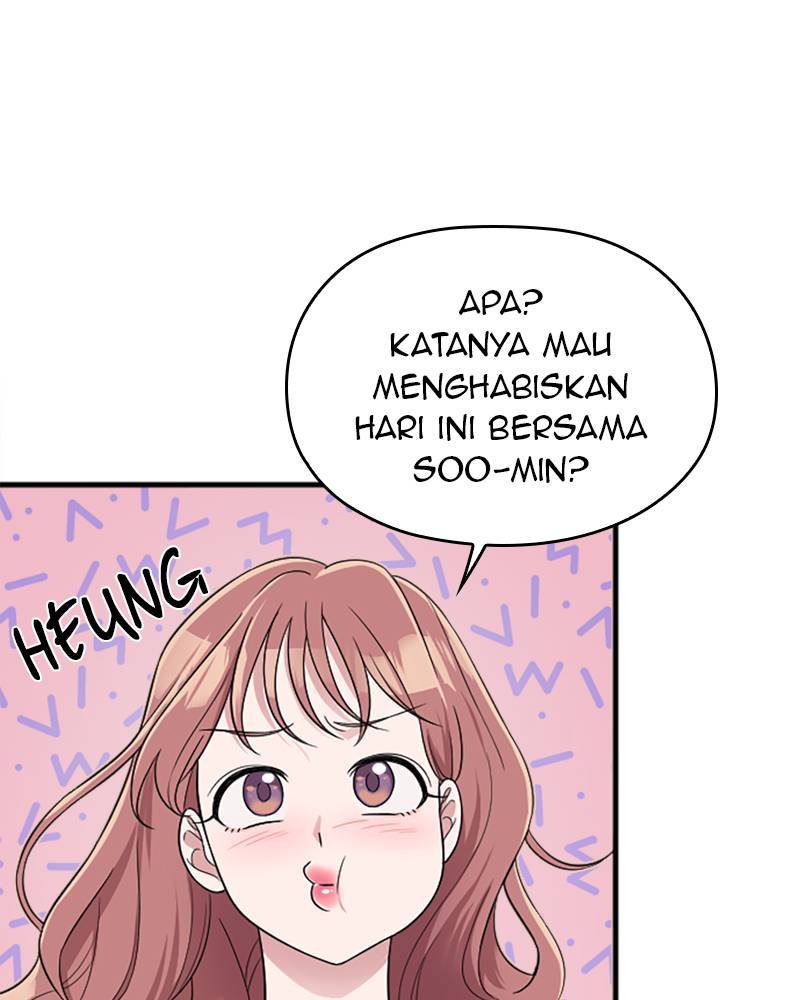 APA?
KATANYA MAU
MENGHABISKAN
HARI INI BERSAMA
SOO-MIN?
HEUNG